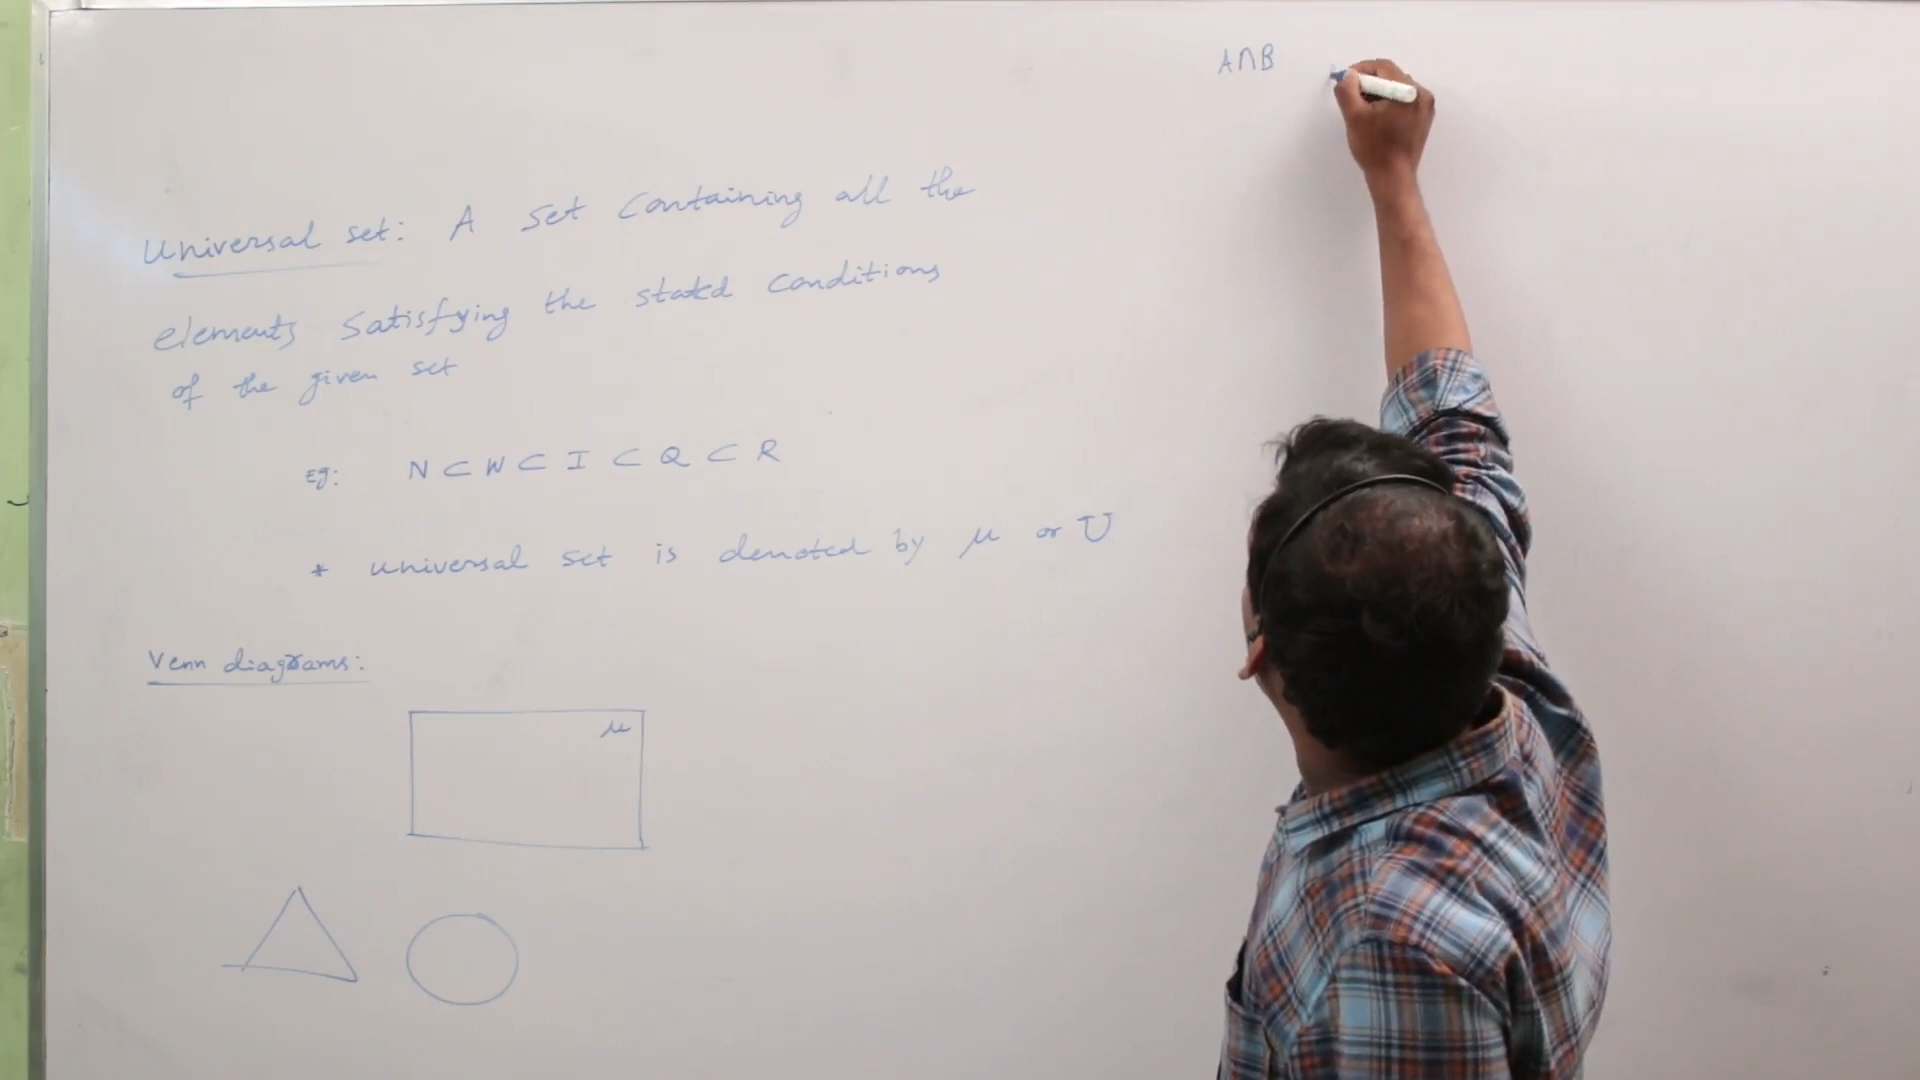 A∩B
Universal set: A set containing all the
elements satisfying the stated conditions
of the given set
Eg: N ⊂ W ⊂ I ⊂ Q ⊂ R
* universal set is denoted by μ or U
Venn diagrams:
μ